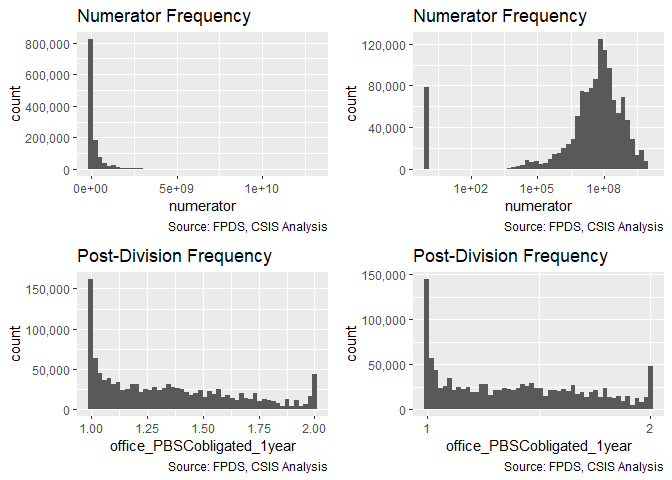 Numerator Frequency
800,000
600,000
400,000
200,000
0
count
0e+00 5e+09 1e+10
numerator
Source: FPDS, CSIS Analysis
Numerator Frequency
120,000
80,000
40,000
0
count
1e+02 1e+05 1e+08
numerator
Source: FPDS, CSIS Analysis
Post-Division Frequency
150,000
100,000
50,000
0
count
1.00 1.25 1.50 1.75 2.00
office_PBSCobligated_1year
Source: FPDS, CSIS Analysis
Post-Division Frequency
150,000
100,000
50,000
0
count
1 2
office_PBSCobligated_1year
Source: FPDS, CSIS Analysis